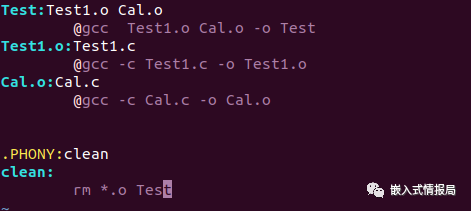 Test:Test1.o Cal.o
        @gcc  Test1.o Cal.o -o Test
Test1.o:Test1.c
        @gcc -c Test1.c -o Test1.o
Cal.o:Cal.c
        @gcc -c Cal.c -o Cal.o
.PHONY:clean
clean:
        rm *.o Test
~
嵌入式情报局